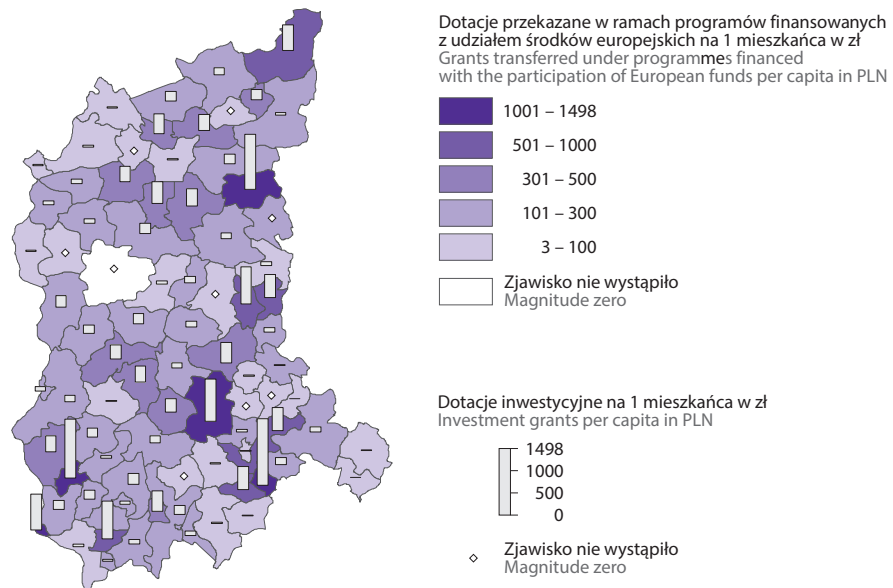 Dotacje przekazane w ramach programów finansowanych
z udziałem środków europejskich na 1 mieszkańca w zł
Grants transferred under programmes financed
with the participation of European funds per capita in PLN
1001 – 1498
501 – 1000
301 – 500
101 – 300
3 – 100
Zjawisko nie wystąpiło
Magnitude zero
Dotacje inwestycyjne na 1 mieszkańca w zł
Investment grants per capita in PLN
1498
1000
500
0
Zjawisko nie wystąpiło
Magnitude zero